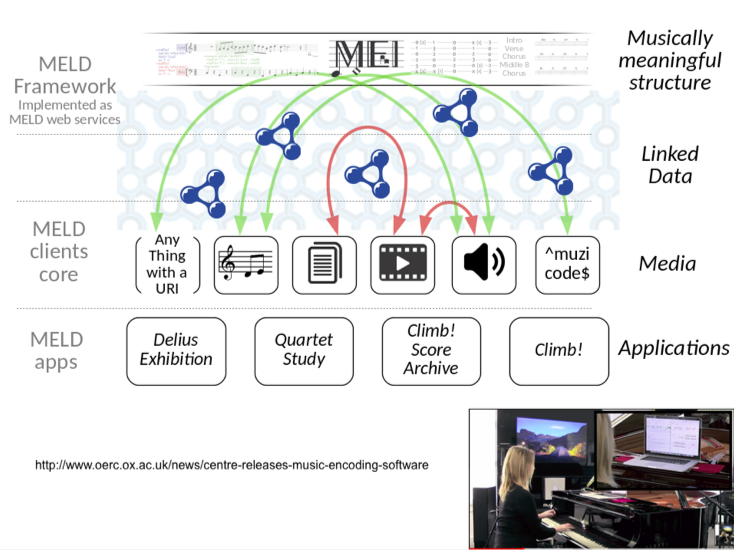 MELD
Framework
Implemented as
MELD web services
MEI
Intro
Verse
Chorus
Middle 8
Chorus
Musically
meaningful
structure
Linked
Data
MELD
clients
core
Any
Thing
with a
URI
^muzi
code$
Media
MELD
apps
Delius
Exhibition
Quartet
Study
Climb!
Score
Archive
Climb!
Applications
http://www.oerc.ox.ac.uk/news/centre-releases-music-encoding-software